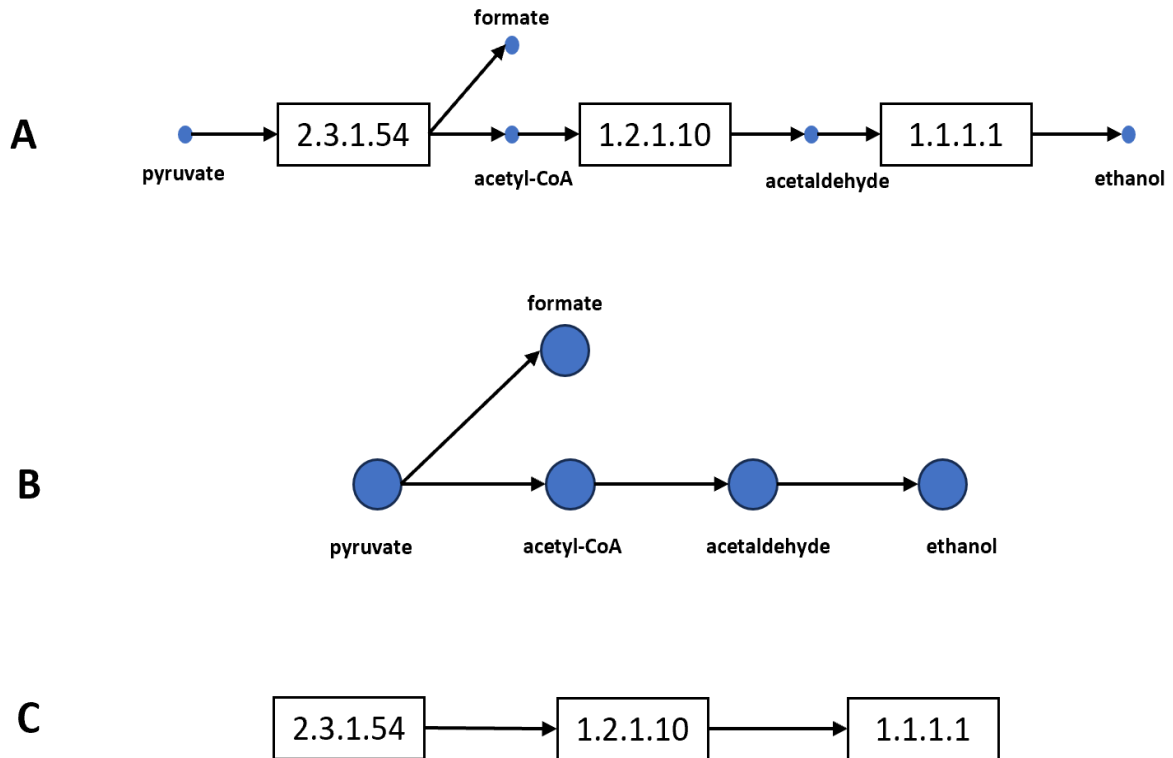 formate
A
2.3.1.54
1.2.1.10
1.1.1.1
pyruvate
acetyl-CoA
acetaldehyde
ethanol
formate
B
pyruvate
acetyl-CoA
acetaldehyde
ethanol
C
2.3.1.54
1.2.1.10
1.1.1.1